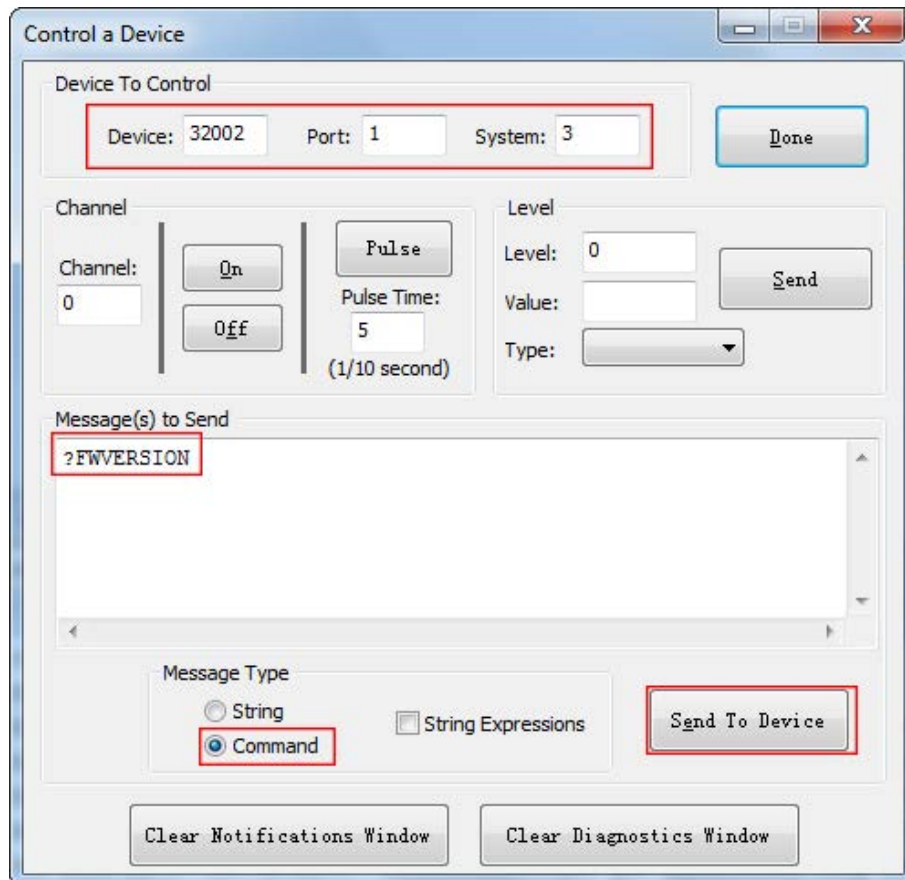 Control a Device
Device To Control
Device: 32002 Port: 1 System: 3
Done
Channel
Channel:
0
On
Off
Pulse
Pulse Time:
5
(1/10 second)
Level
Level: 0
Value:
Type:
Send
Message(s) to Send
?FWVERSION
Message Type
String
Command
String Expressions
Send To Device
Clear Notifications Window
Clear Diagnostics Window